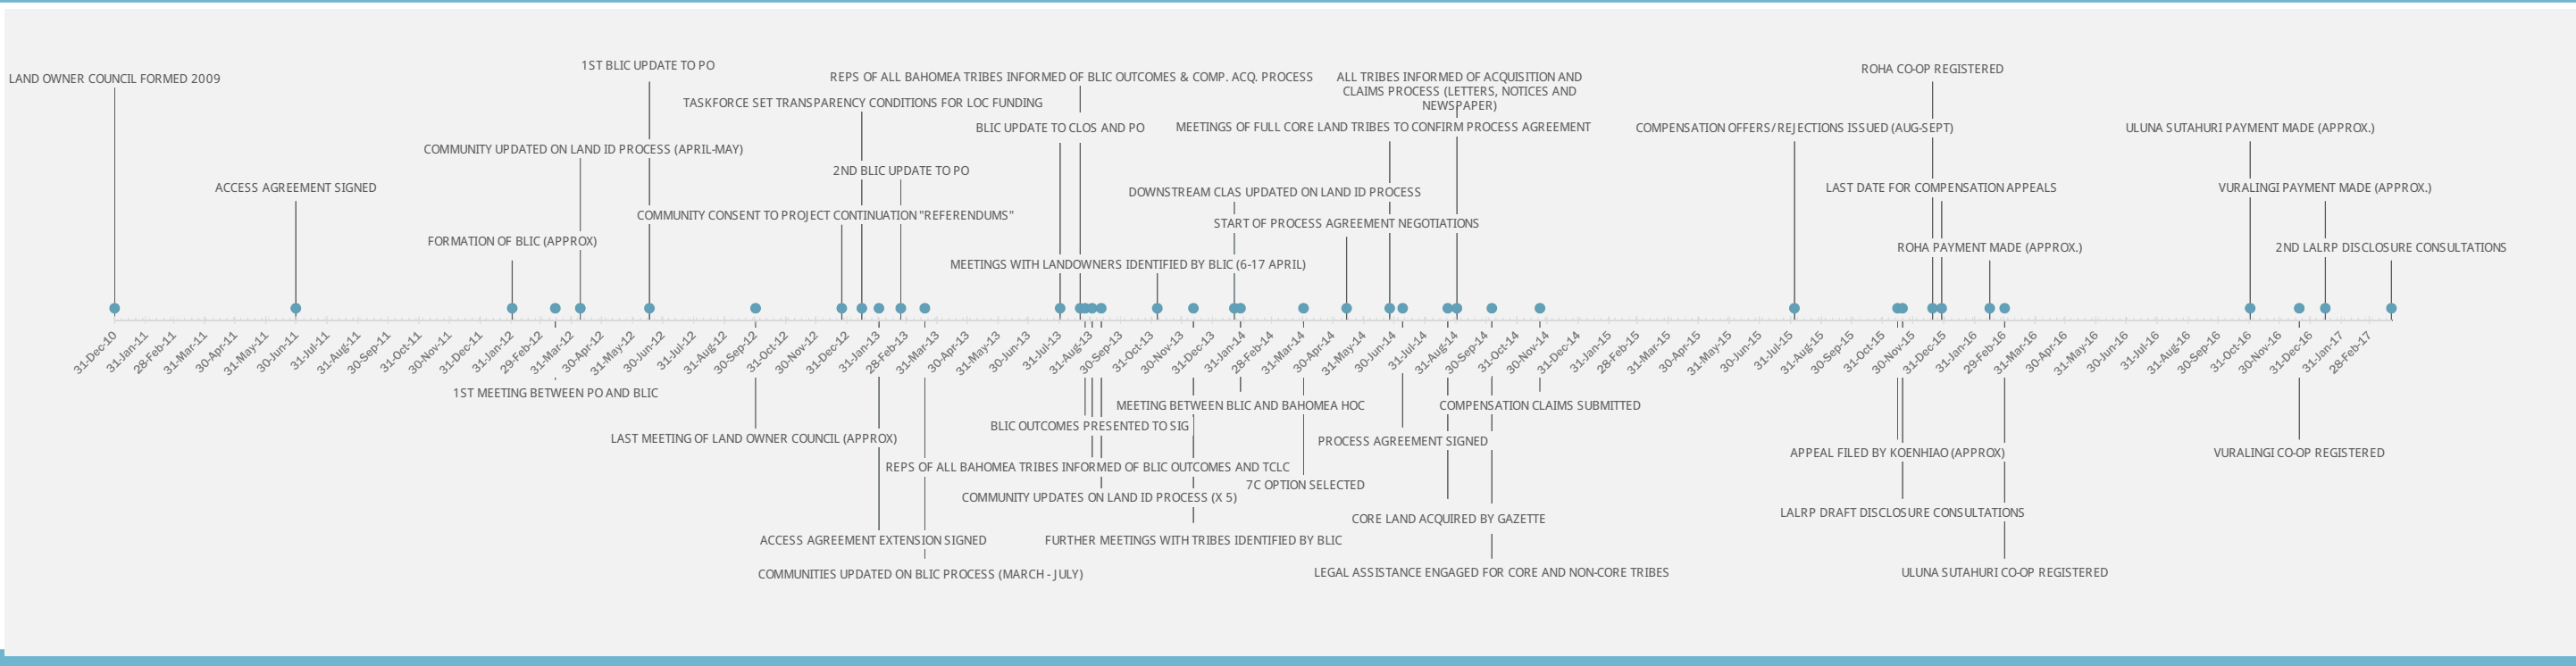 1ST BLIC UPDATE TO PO
ROHA CO-OP REGISTERED
LAND OWNER COUNCIL FORMED 2009
REPS OF ALL BAHOMEA TRIBES INFORMED OF BLIC OUTCOMES & COMP. ACQ. PROCESS
ALL TRIBES INFORMED OF ACQUISITION AND
CLAIMS PROCESS (LETTERS, NOTICES AND
NEWSPAPER)
TASKFORCE SET TRANSPARENCY CONDITIONS FOR LOC FUNDING
BLIC UPDATE TO CLOS AND PO
MEETINGS OF FULL CORE LAND TRIBES TO CONFIRM PROCESS AGREEMENT
COMPENSATION OFFERS/REJECTIONS ISSUED (AUG-SEPT)
ULUNA SUTAHURI PAYMENT MADE (APPROX.)
COMMUNITY UPDATED ON LAND ID PROCESS (APRIL-MAY)
2ND BLIC UPDATE TO PO
ACCESS AGREEMENT SIGNED
DOWNSTREAM CLAS UPDATED ON LAND ID PROCESS
LAST DATE FOR COMPENSATION APPEALS
VURALINGI PAYMENT MADE (APPROX.)
COMMUNITY CONSENT TO PROJECT CONTINUATION "REFERENDUMS"
START OF PROCESS AGREEMENT NEGOTIATIONS
FORMATION OF BLIC (APPROX)
ROHA PAYMENT MADE (APPROX.)
2ND LALRP DISCLOSURE CONSULTATIONS
MEETINGS WITH LANDOWNERS IDENTIFIED BY BLIC (6-17 APRIL)
31-Dec-10
31-Jan-11
28-Feb-11
31-Mar-11
30-Apr-11
31-May-11
30-Jun-11
31-Jul-11
31-Aug-11
30-Sep-11
31-Oct-11
30-Nov-11
31-Dec-11
31-Jan-12
29-Feb-12
31-Mar-12
30-Apr-12
31-May-12
30-Jun-12
31-Jul-12
31-Aug-12
30-Sep-12
31-Oct-12
30-Nov-12
31-Dec-12
31-Jan-13
28-Feb-13
31-Mar-13
30-Apr-13
31-May-13
30-Jun-13
31-Jul-13
31-Aug-13
30-Sep-13
31-Oct-13
30-Nov-13
31-Dec-13
31-Jan-14
28-Feb-14
31-Mar-14
30-Apr-14
31-May-14
30-Jun-14
31-Jul-14
31-Aug-14
30-Sep-14
31-Oct-14
30-Nov-14
31-Dec-14
31-Jan-15
28-Feb-15
31-Mar-15
30-Apr-15
31-May-15
30-Jun-15
31-Jul-15
31-Aug-15
30-Sep-15
31-Oct-15
30-Nov-15
31-Dec-15
31-Jan-16
29-Feb-16
31-Mar-16
30-Apr-16
31-May-16
30-Jun-16
31-Jul-16
31-Aug-16
30-Sep-16
31-Oct-16
30-Nov-16
31-Dec-16
31-Jan-17
28-Feb-17
1ST MEETING BETWEEN PO AND BLIC
MEETING BETWEEN BLIC AND BAHOMEA HOC
COMPENSATION CLAIMS SUBMITTED
BLIC OUTCOMES PRESENTED TO SIG
LAST MEETING OF LAND OWNER COUNCIL (APPROX)
PROCESS AGREEMENT SIGNED
APPEAL FILED BY KOENHIAO (APPROX)
VURALINGI CO-OP REGISTERED
REPS OF ALL BAHOMEA TRIBES INFORMED OF BLIC OUTCOMES AND TCLC
7C OPTION SELECTED
COMMUNITY UPDATES ON LAND ID PROCESS (X 5)
LALRP DRAFT DISCLOSURE CONSULTATIONS
CORE LAND ACQUIRED BY GAZETTE
ACCESS AGREEMENT EXTENSION SIGNED
FURTHER MEETINGS WITH TRIBES IDENTIFIED BY BLIC
COMMUNITIES UPDATED ON BLIC PROCESS (MARCH - JULY)
LEGAL ASSISTANCE ENGAGED FOR CORE AND NON-CORE TRIBES
ULUNA SUTAHURI CO-OP REGISTERED